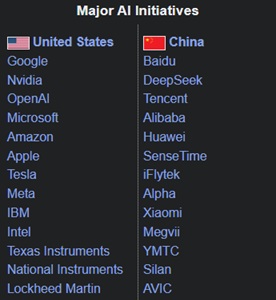 Major AI Initiatives
United States China
Google Baidu
Nvidia DeepSeek
OpenAI Tencent
Microsoft Alibaba
Amazon Huawei
Apple SenseTime
Tesla iFlytek
Meta Alpha
IBM Xiaomi
Intel Megvii
Texas Instruments YMTC
National Instruments Silan
Lockheed Martin AVIC